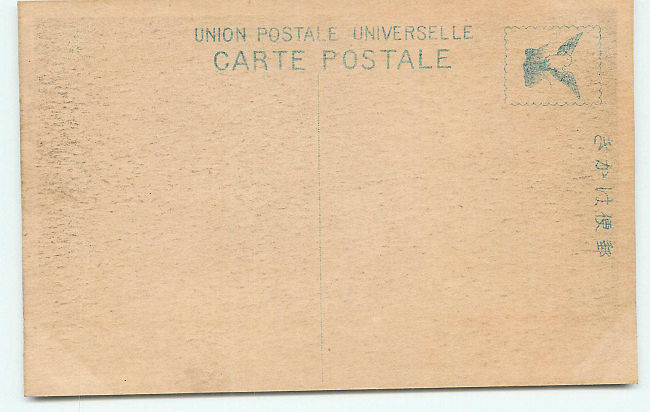 UNION POSTALE UNIVERSELLE
CARTE POSTALE
郵便はかき